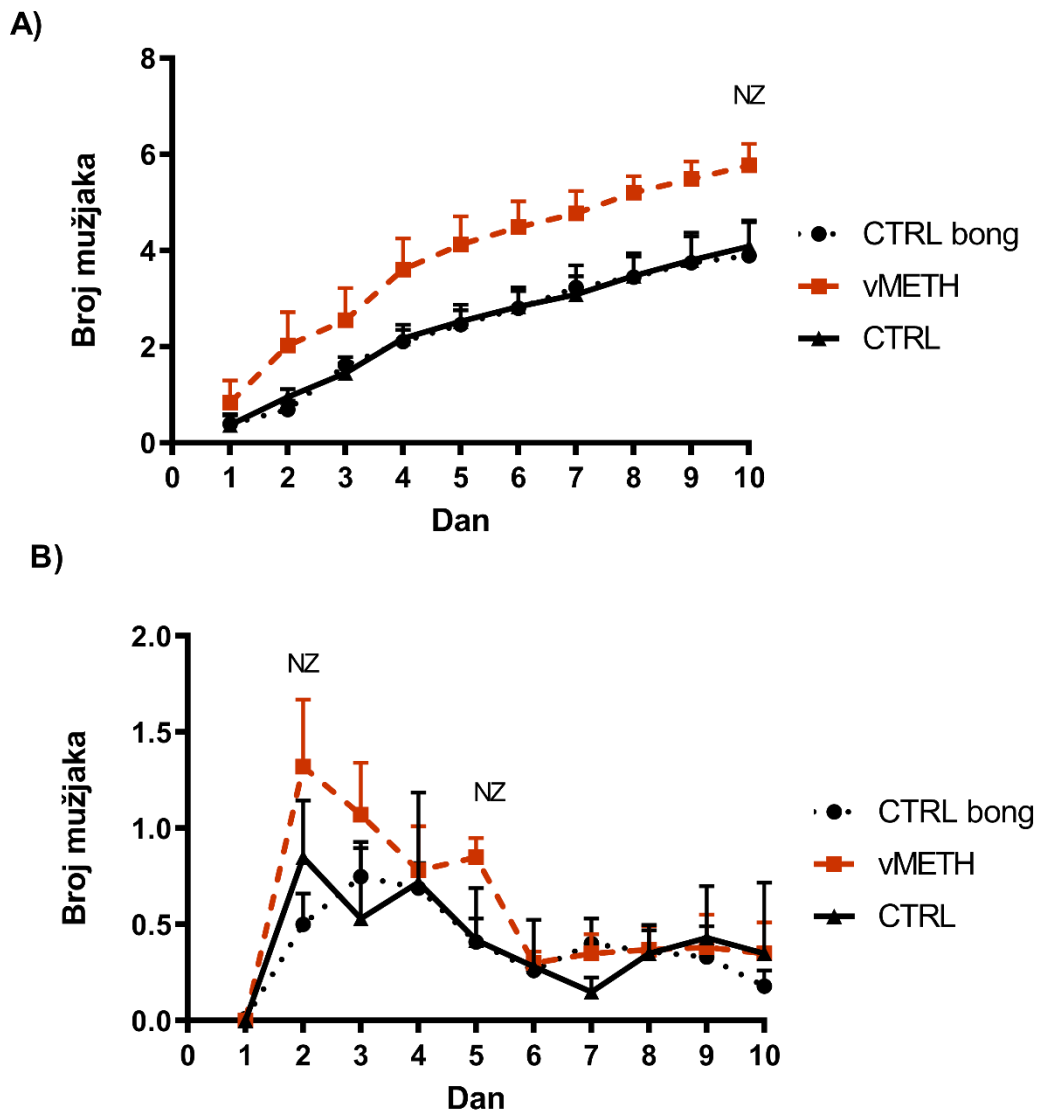 A)
Broj mužjaka
8
6
4
2
0
NZ
0 1 2 3 4 5 6 7 8 9 10
Dan
CTRL bong
vMETH
CTRL
B)
Broj mužjaka
2.0
1.5
1.0
0.5
0.0
NZ
NZ
0 1 2 3 4 5 6 7 8 9 10
Dan
CTRL bong
vMETH
CTRL